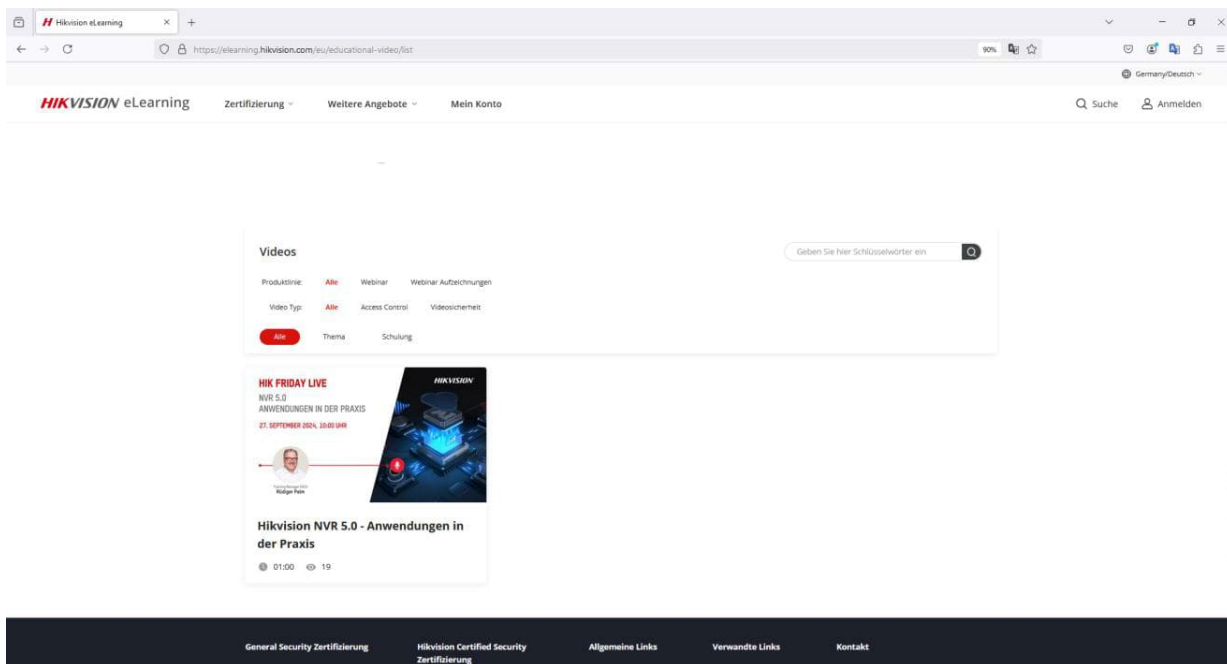 Hikvision eLearning
https://elearning.hikvision.com/eu/educational-video/list
90%
Germany/Deutsch
HIKVISION eLearning
Zertifizierung
Weitere Angebote
Mein Konto
Suche
Anmelden
Videos
Geben Sie hier Schlüsselwörter ein
Produktlinie: Alle Webinar Webinar Aufzeichnungen
Video Typ: Alle Access Control Videosicherheit
Alle Thema Schulung
HIK FRIDAY LIVE
HIKVISION
NVR 5.0
ANWENDUNGEN IN DER PRAXIS
27. SEPTEMBER 2024, 10:00 UHR
Rüdiger Palm
Hikvision NVR 5.0 - Anwendungen in
der Praxis
01:00 19
General Security Zertifizierung
Hikvision Certified Security
Zertifizierung
Allgemeine Links
Verwandte Links
Kontakt